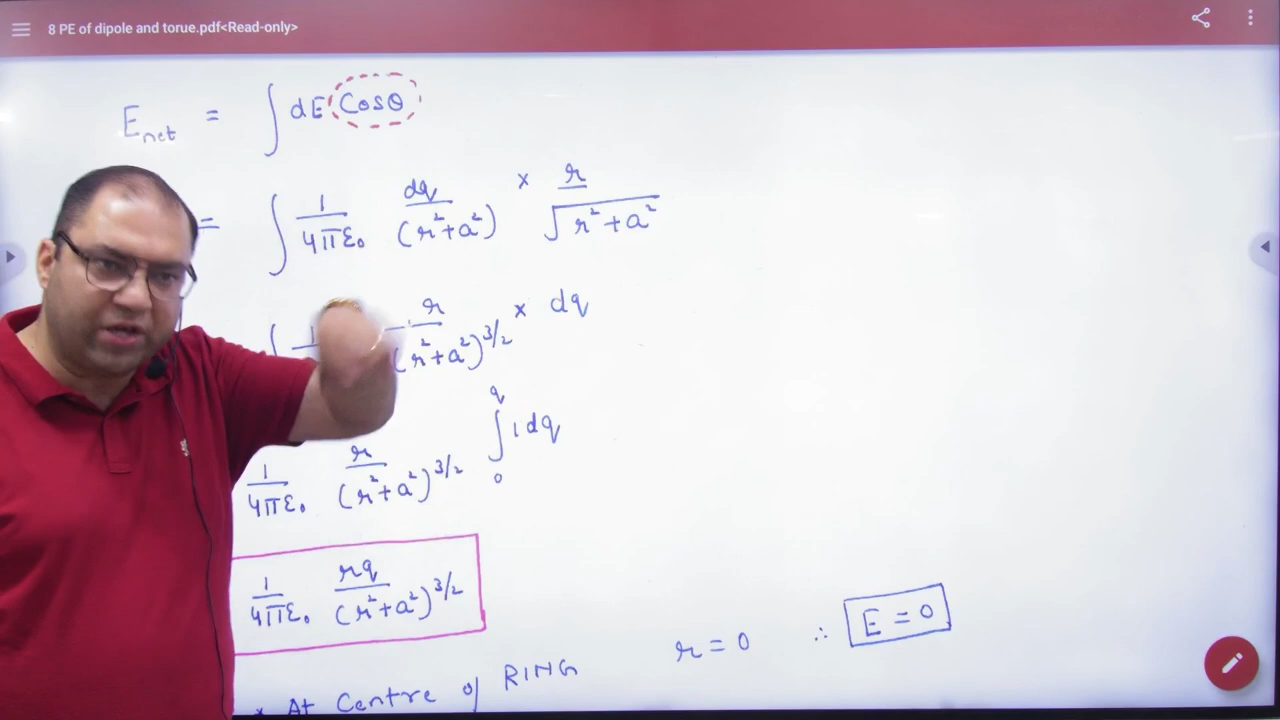 8 PE of dipole and torue.pdf<Read-only>
E_net = ∫ dE Cosθ
= ∫ 1/4πε₀ dq/(r²+a²) × r/√(r²+a²)
r/(r²+a²)^3/2 × dq
1/4πε₀ r/(r²+a²)^3/2 ∫₀^q 1 dq
1/4πε₀ rq/(r²+a²)^3/2
× At Centre of RING r = 0 ∴ E = 0